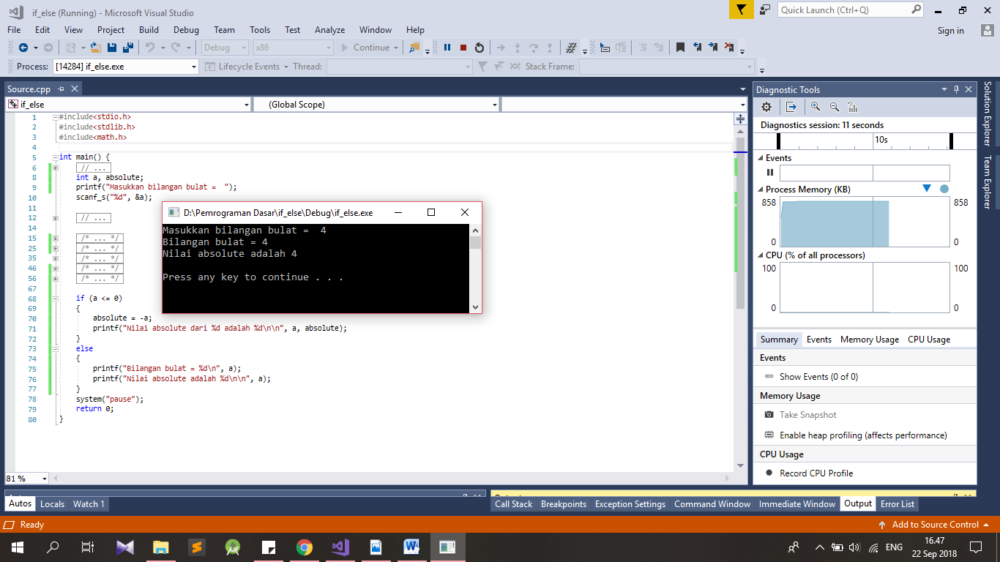 if_else (Running) - Microsoft Visual Studio
Quick Launch (Ctrl+Q)
File Edit View Project Build Debug Team Tools Test Analyze Window Help
Sign in
Debug x86 Continue
Process: [14284] if_else.exe Lifecycle Events Thread: Stack Frame:
Source.cpp
if_else (Global Scope)
1 #include<stdio.h>
2 #include<stdlib.h>
3 #include<math.h>
4
5 int main() {
6 // ...
8 int a, absolute;
9 printf("Masukkan bilangan bulat =  ");
10 scanf_s("%d", &a);
11
12 // ...
14
15 /* ... */
25 /* ... */
35 /* ... */
46 /* ... */
56 /* ... */
67
68 if (a <= 0)
69 {
70 absolute = -a;
71 printf("Nilai absolute dari %d adalah %d\n\n", a, absolute);
72 }
73 else
74 {
75 printf("Bilangan bulat = %d\n", a);
76 printf("Nilai absolute adalah %d\n\n", a);
77 }
78 system("pause");
79 return 0;
80 }
81 %
D:\Pemrograman Dasar\if_else\Debug\if_else.exe
Masukkan bilangan bulat =  4
Bilangan bulat = 4
Nilai absolute adalah 4
Press any key to continue . . .
Diagnostic Tools
Diagnostics session: 11 seconds
10s
Events
Process Memory (KB)
858 858
0 0
CPU (% of all processors)
100 100
0 0
Summary Events Memory Usage CPU Usage
Events
Show Events (0 of 0)
Memory Usage
Take Snapshot
Enable heap profiling (affects performance)
CPU Usage
Record CPU Profile
Solution Explorer
Team Explorer
Autos Locals Watch 1
Call Stack Breakpoints Exception Settings Command Window Immediate Window Output Error List
Ready
Add to Source Control
ENG
16.47
22 Sep 2018